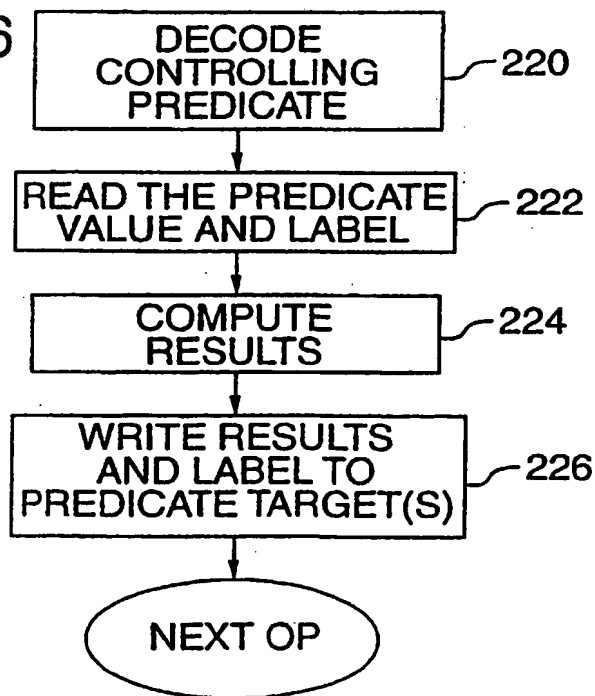 6
DECODE
CONTROLLING
PREDICATE
220
READ THE PREDICATE
VALUE AND LABEL
222
COMPUTE
RESULTS
224
WRITE RESULTS
AND LABEL TO
PREDICATE TARGET(S)
226
NEXT OP